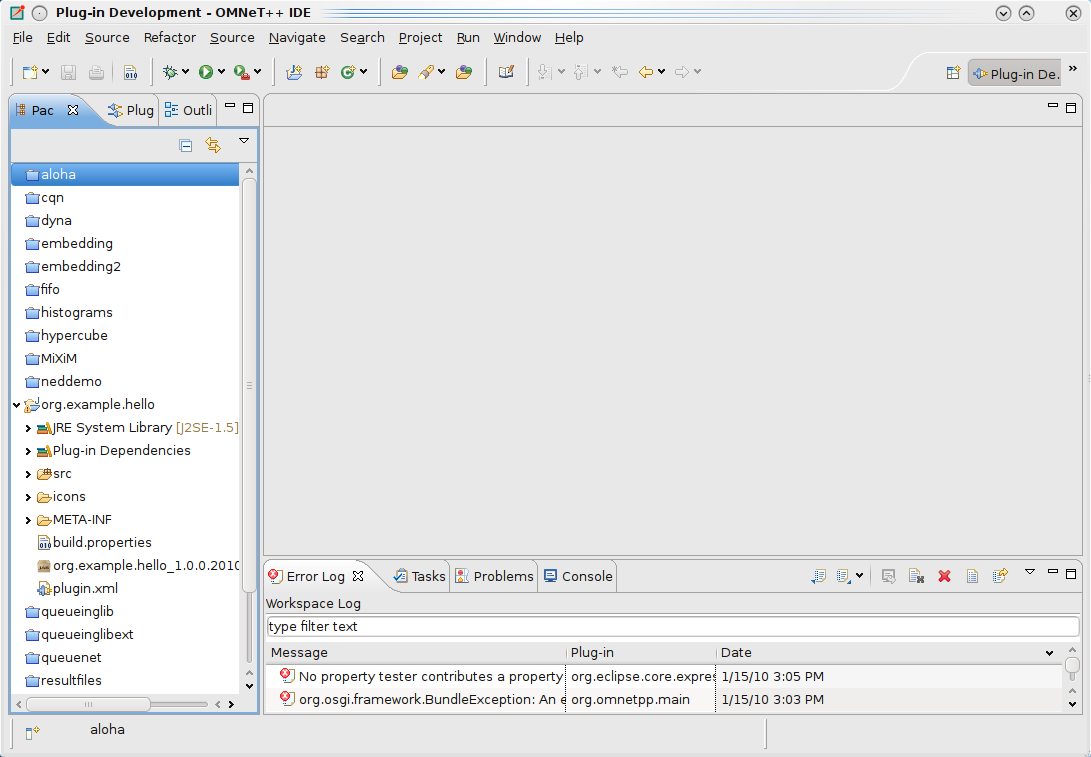 Plug-in Development - OMNeT++ IDE
File Edit Source Refactor Source Navigate Search Project Run Window Help
Plug-in De.
Pac Plug Outli
aloha
cqn
dyna
embedding
embedding2
fifo
histograms
hypercube
MiXiM
neddemo
org.example.hello
JRE System Library [J2SE-1.5]
Plug-in Dependencies
src
icons
META-INF
build.properties
org.example.hello_1.0.0.2010
plugin.xml
queueinglib
queueinglibext
queuenet
resultfiles
Error Log Tasks Problems Console
Workspace Log
type filter text
Message Plug-in Date
No property tester contributes a property org.eclipse.core.expres 1/15/10 3:05 PM
org.osgi.framework.BundleException: An e org.omnetpp.main 1/15/10 3:03 PM
aloha